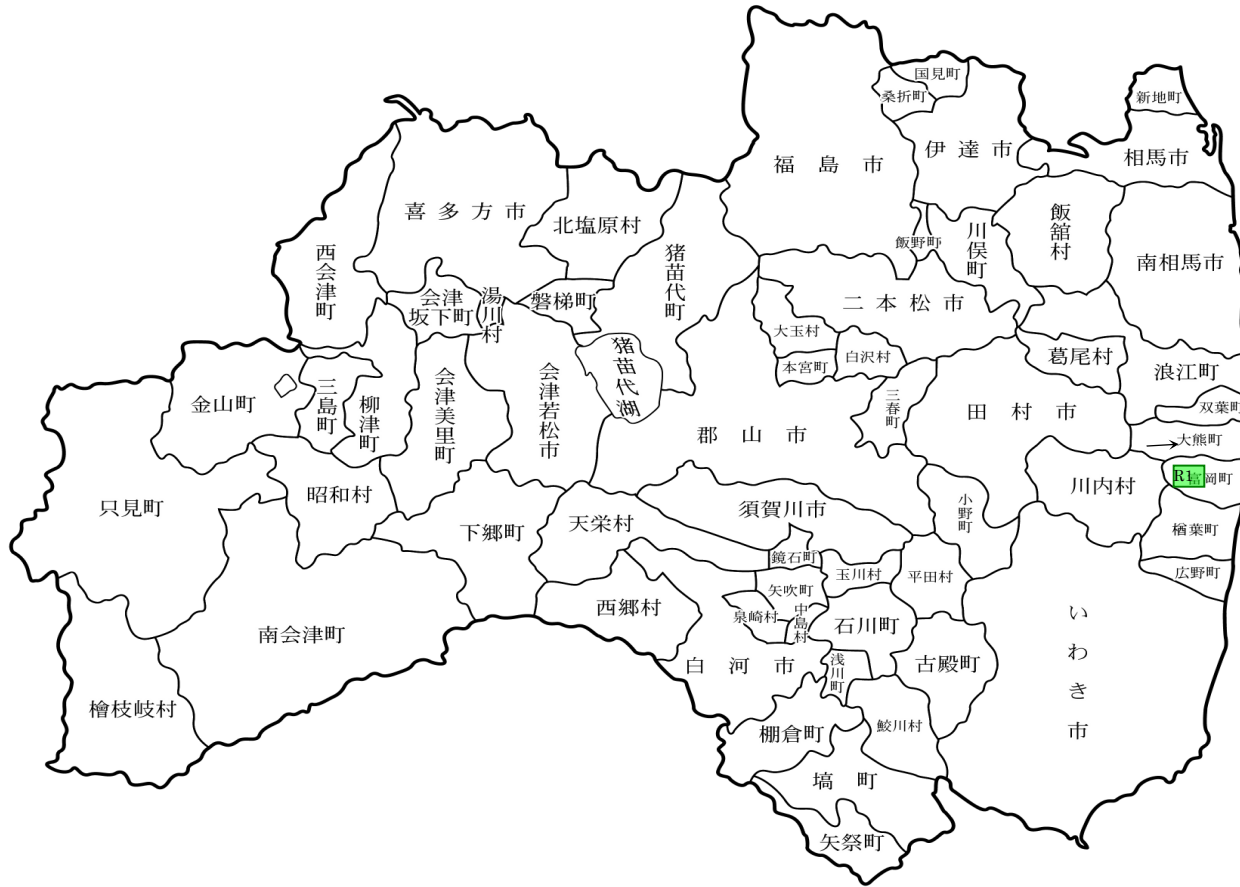 国見町
桑折町
新地町
伊達市
相馬市
福島市
喜多方市
北塩原村
飯舘村
飯野町
川俣町
猪苗代町
西会津町
南相馬市
会津
坂下町
湯川村
磐梯町
二本松市
大玉村
白沢村
本宮町
猪苗代湖
葛尾村
浪江町
双葉町
金山町
三島町
柳津町
会津美里町
会津若松市
三春町
田村市
郡山市
大熊町
R1
富岡町
川内村
昭和村
只見町
須賀川市
小野町
下郷町
天栄村
楢葉町
鏡石町
玉川村
平田村
広野町
矢吹町
西郷村
泉崎村
中島村
石川町
いわき市
南会津町
白河市
浅川町
古殿町
檜枝岐村
棚倉町
鮫川村
塙町
矢祭町